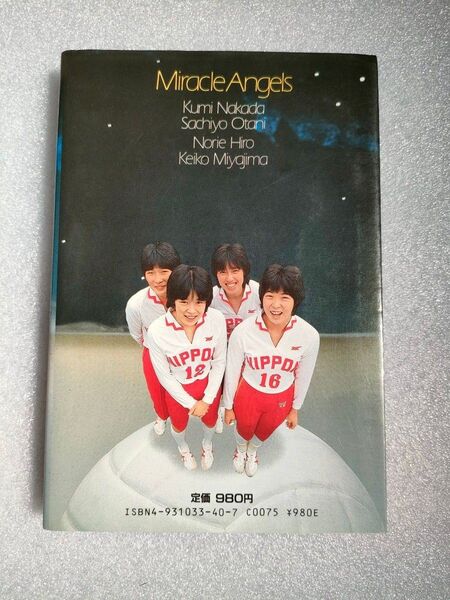 Miracle Angels
Kumi Nakada
Sachiyo Otani
Norie Hiro
Keiko Miyajima
NIPPON
12
NIPPON
16
定価 980円
ISBN4-931033-40-7 C0075 ¥980E